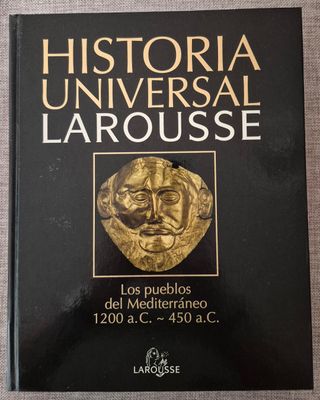 HISTORIA
UNIVERSAL
LAROUSSE
Los pueblos
del Mediterráneo
1200 a.C. ~ 450 a.C.
LAROUSSE